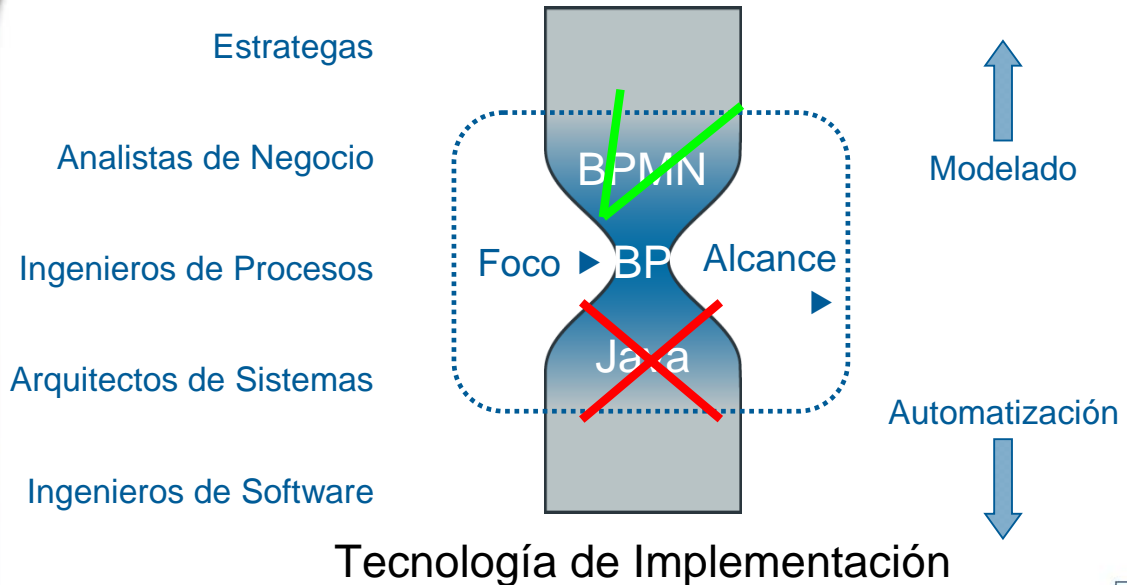 Estrategas
Analistas de Negocio
BPMN
Modelado
Ingenieros de Procesos
Foco
BP
Alcance
Java
Arquitectos de Sistemas
Automatización
Ingenieros de Software
Tecnología de Implementación